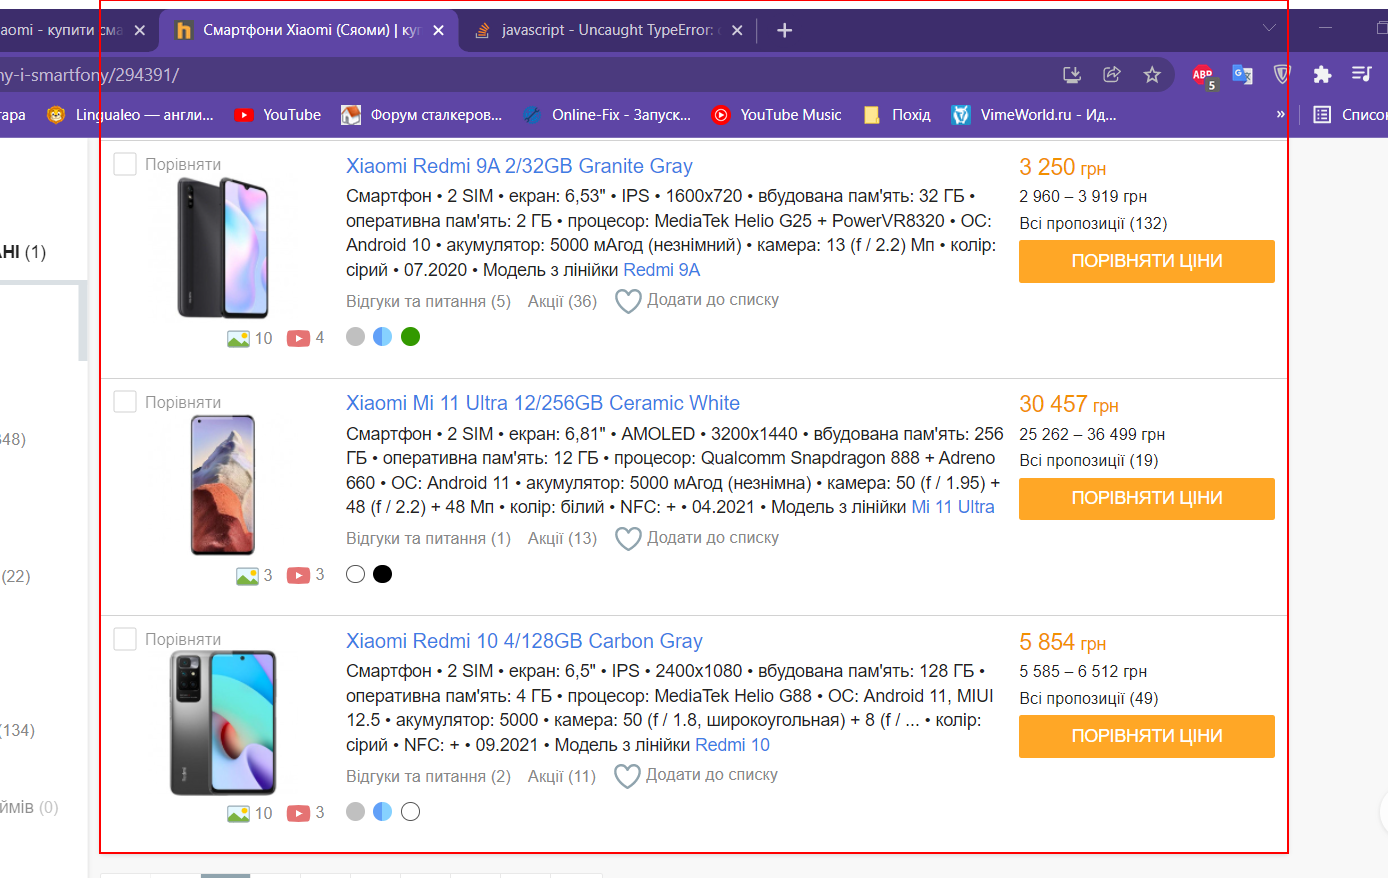 aomi - купити сма
Смартфони Xiaomi (Сяоми) | куг
javascript - Uncaught TypeError:
ny-i-smartfony/294391/
ABP
5
гара
Lingualeo — англи...
YouTube
Форум сталкеров...
Online-Fix - Запуск...
YouTube Music
Похід
VimeWorld.ru - Ид...
»
Списо
АНІ (1)
348)
(22)
(134)
ймів (0)
Порівняти
10
4
Xiaomi Redmi 9A 2/32GB Granite Gray
Смартфон • 2 SIM • екран: 6,53" • IPS • 1600x720 • вбудована пам'ять: 32 ГБ •
оперативна пам'ять: 2 ГБ • процесор: MediaTek Helio G25 + PowerVR8320 • ОС:
Android 10 • акумулятор: 5000 мАгод (незнімний) • камера: 13 (f / 2.2) Мп • колір:
сірий • 07.2020 • Модель з лінійки Redmi 9A
Відгуки та питання (5) Акції (36) Додати до списку
3 250 грн
2 960 – 3 919 грн
Всі пропозиції (132)
ПОРІВНЯТИ ЦІНИ
Порівняти
3
3
Xiaomi Mi 11 Ultra 12/256GB Ceramic White
Смартфон • 2 SIM • екран: 6,81" • AMOLED • 3200x1440 • вбудована пам'ять: 256
ГБ • оперативна пам'ять: 12 ГБ • процесор: Qualcomm Snapdragon 888 + Adreno
660 • ОС: Android 11 • акумулятор: 5000 мАгод (незнімна) • камера: 50 (f / 1.95) +
48 (f / 2.2) + 48 Мп • колір: білий • NFC: + • 04.2021 • Модель з лінійки Mi 11 Ultra
Відгуки та питання (1) Акції (13) Додати до списку
30 457 грн
25 262 – 36 499 грн
Всі пропозиції (19)
ПОРІВНЯТИ ЦІНИ
Порівняти
10
3
Xiaomi Redmi 10 4/128GB Carbon Gray
Смартфон • 2 SIM • екран: 6,5" • IPS • 2400x1080 • вбудована пам'ять: 128 ГБ •
оперативна пам'ять: 4 ГБ • процесор: MediaTek Helio G88 • ОС: Android 11, MIUI
12.5 • акумулятор: 5000 • камера: 50 (f / 1.8, широкоугольная) + 8 (f / ... • колір:
сірий • NFC: + • 09.2021 • Модель з лінійки Redmi 10
Відгуки та питання (2) Акції (11) Додати до списку
5 854 грн
5 585 – 6 512 грн
Всі пропозиції (49)
ПОРІВНЯТИ ЦІНИ